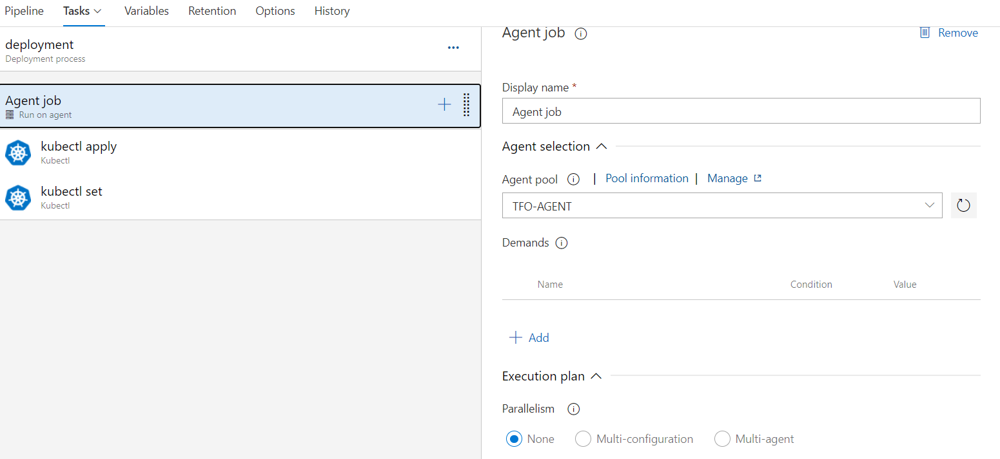 Pipeline Tasks Variables Retention Options History
deployment
Deployment process
Agent job
Run on agent
kubectl apply
Kubectl
kubectl set
Kubectl
Agent job Remove
Display name *
Agent job
Agent selection
Agent pool | Pool information | Manage
TFO-AGENT
Demands
Name Condition Value
Add
Execution plan
Parallelism
None Multi-configuration Multi-agent